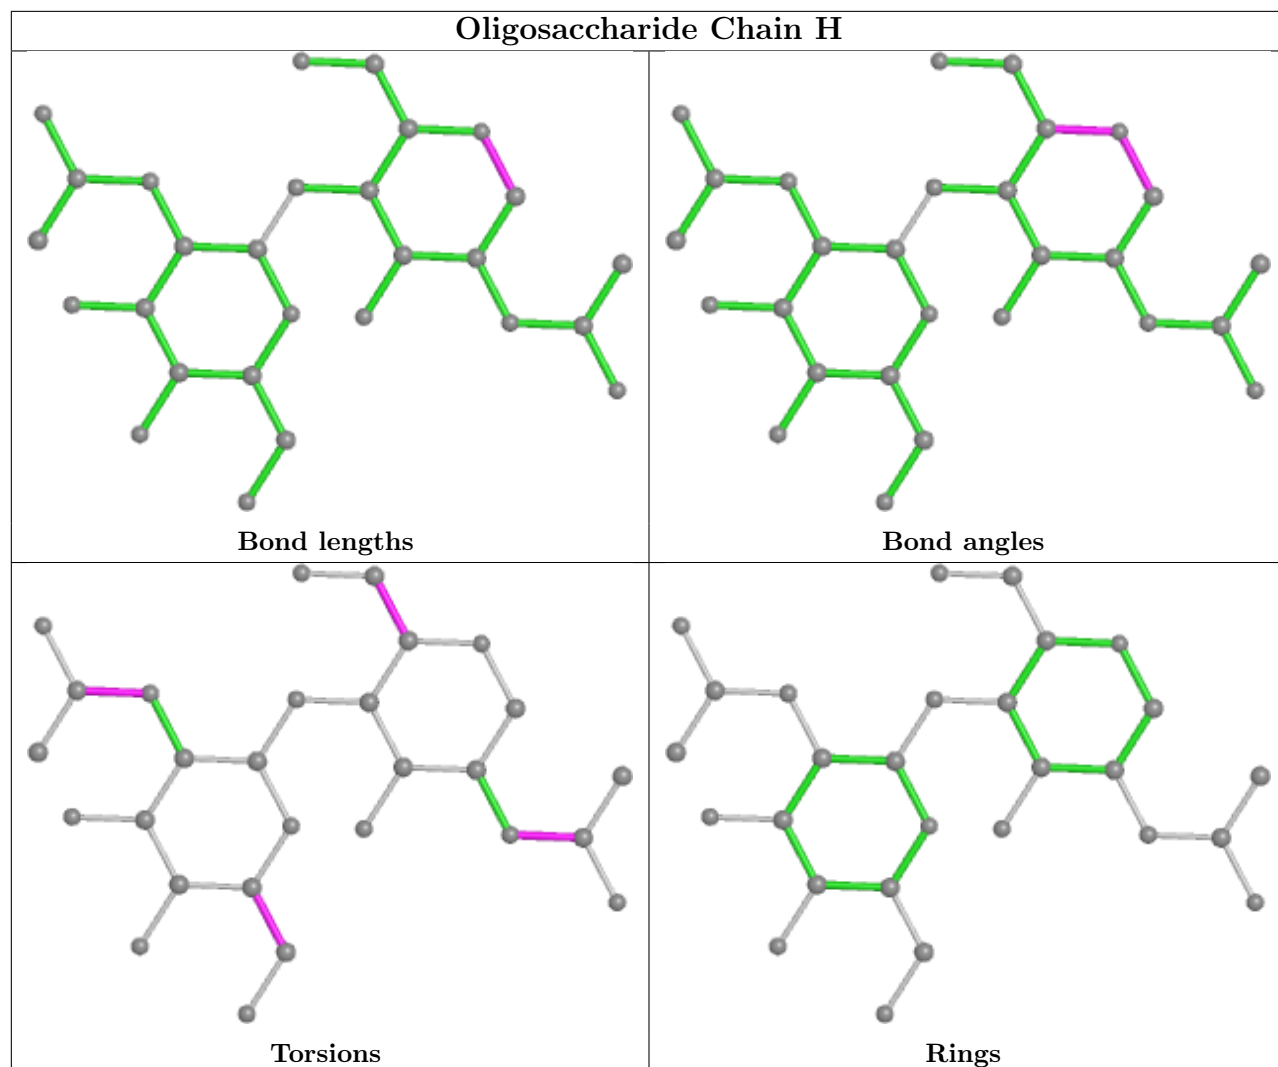 Oligosaccharide Chain H
Bond lengths
Bond angles
Torsions
Rings